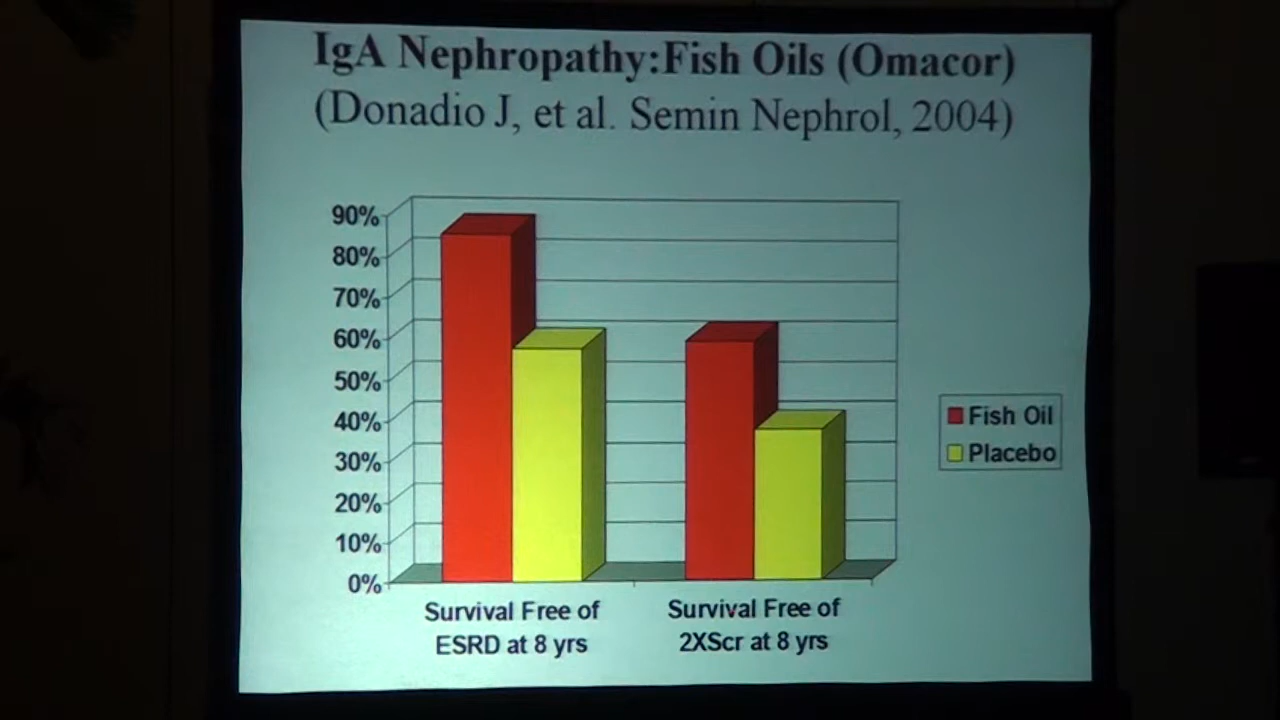 IgA Nephropathy:Fish Oils (Omacor)
(Donadio J, et al. Semin Nephrol, 2004)
90%
80%
70%
60%
50%
40%
30%
20%
10%
0%
Fish Oil
Placebo
Survival Free of
ESRD at 8 yrs
Survival Free of
2XScr at 8 yrs